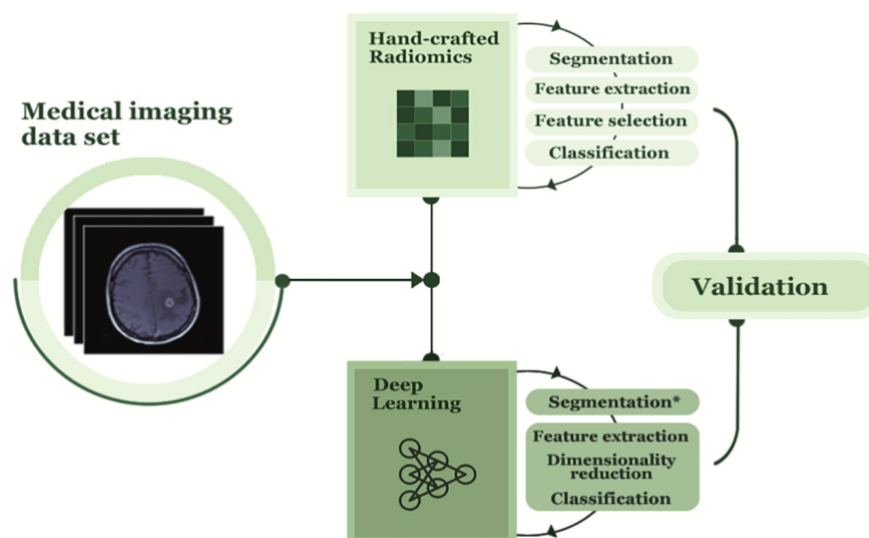 Medical imaging
data set
Hand-crafted
Radiomics
Segmentation
Feature extraction
Feature selection
Classification
Deep
Learning
Segmentation*
Feature extraction
Dimensionality
reduction
Classification
Validation